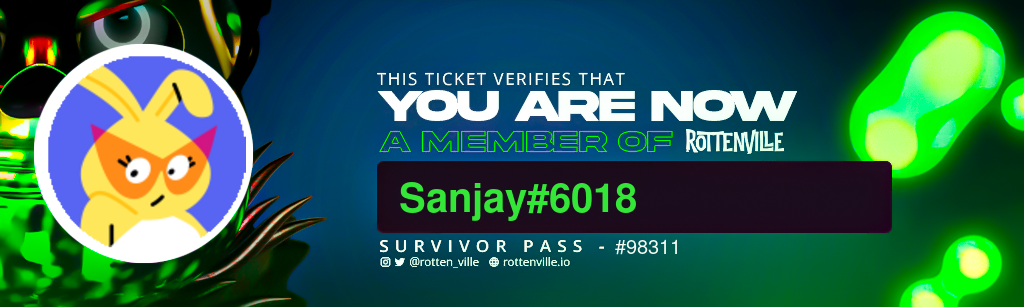 THIS TICKET VERIFIES THAT
YOU ARE NOW
A MEMBER OF ROTTENVILLE
Sanjay#6018
SURVIVOR PASS - #98311
@rotten_ville rottenville.io